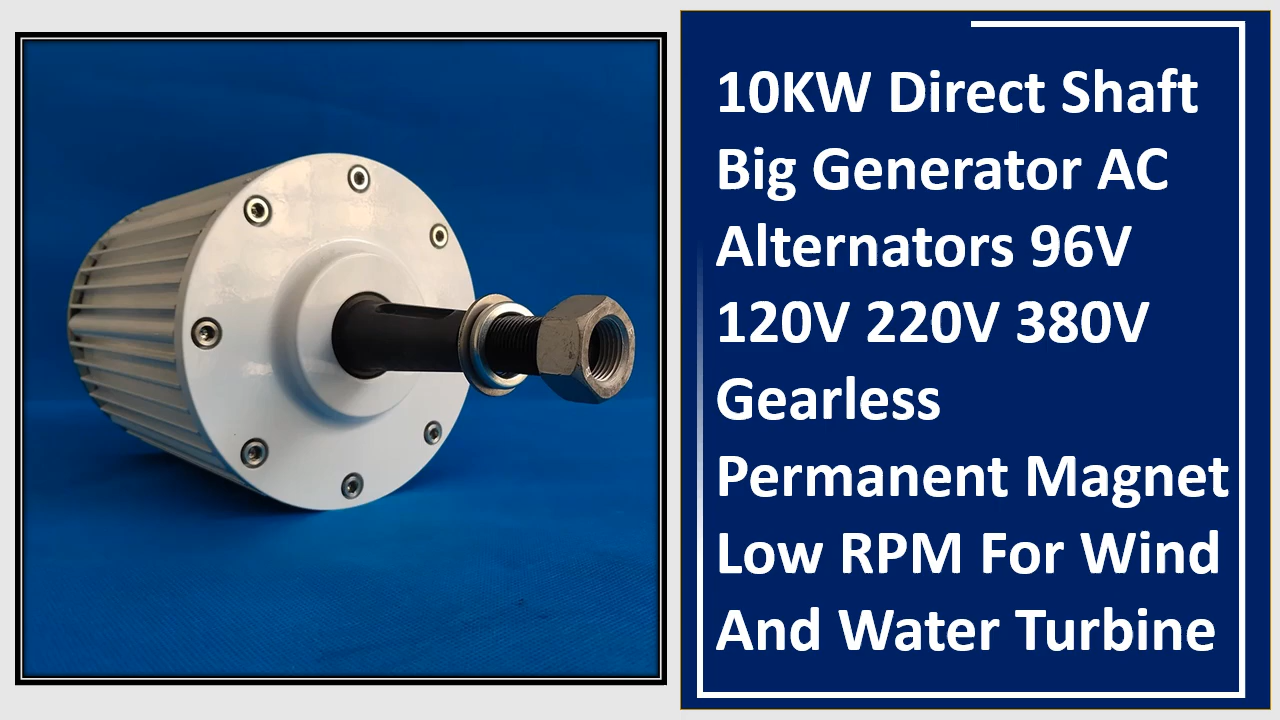 10KW Direct Shaft
Big Generator AC
Alternators 96V
120V 220V 380V
Gearless
Permanent Magnet
Low RPM For Wind
And Water Turbine